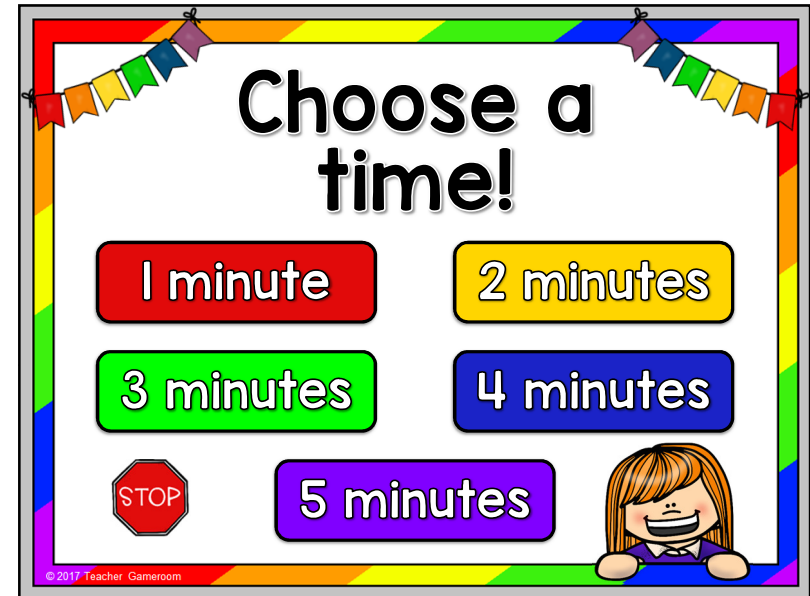 Choose a
time!
1 minute
2 minutes
3 minutes
4 minutes
STOP
5 minutes
© 2017 Teacher Gameroom